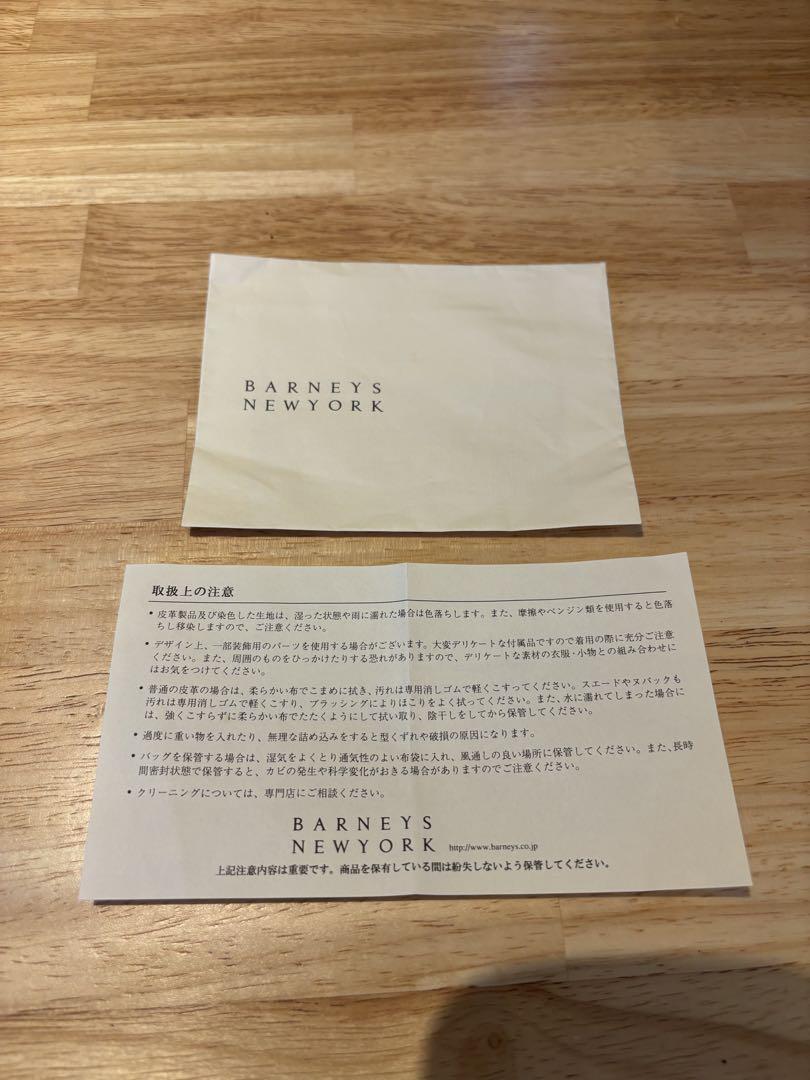 BARNEYS
NEWYORK
取扱上の注意
• 皮革製品及び染色した生地は、湿った状態や雨に濡れた場合は色落ちします。また、摩擦やベンジン類を使用すると色落
ちし移染しますので、ご注意ください。
• デザイン上、一部装飾用のパーツを使用する場合がございます。大変デリケートな付属品ですので着用の際に充分ご注意
ください。また、周囲のものをひっかけたりする恐れがありますので、デリケートな素材の衣服・小物との組み合わせに
はお気をつけてください。
• 普通の皮革の場合は、柔らかい布でこまめに拭き、汚れは専用消しゴムで軽くこすってください。スエードやヌバックも
汚れは専用消しゴムで軽くこすり、ブラッシングによりほこりをよく拭ってください。また、水に濡れてしまった場合に
は、強くこすらずに柔らかい布でたたくようにして拭い取り、除干しをしてから保管してください。
• 過度に重い物を入れたり、無理な詰め込みをすると型くずれや破損の原因になります。
• バッグを保管する場合は、湿気をよくとり通気性のよい布袋に入れ、風通しの良い場所に保管してください。また、長時
間密封状態で保管すると、カビの発生や科学変化がおきる場合がありますのでご注意ください。
• クリーニングについては、専門店にご相談ください。
BARNEYS
NEWYORK http://www.barneys.co.jp
上記注意内容は重要です。商品を保有している間は紛失しないよう保管してください。